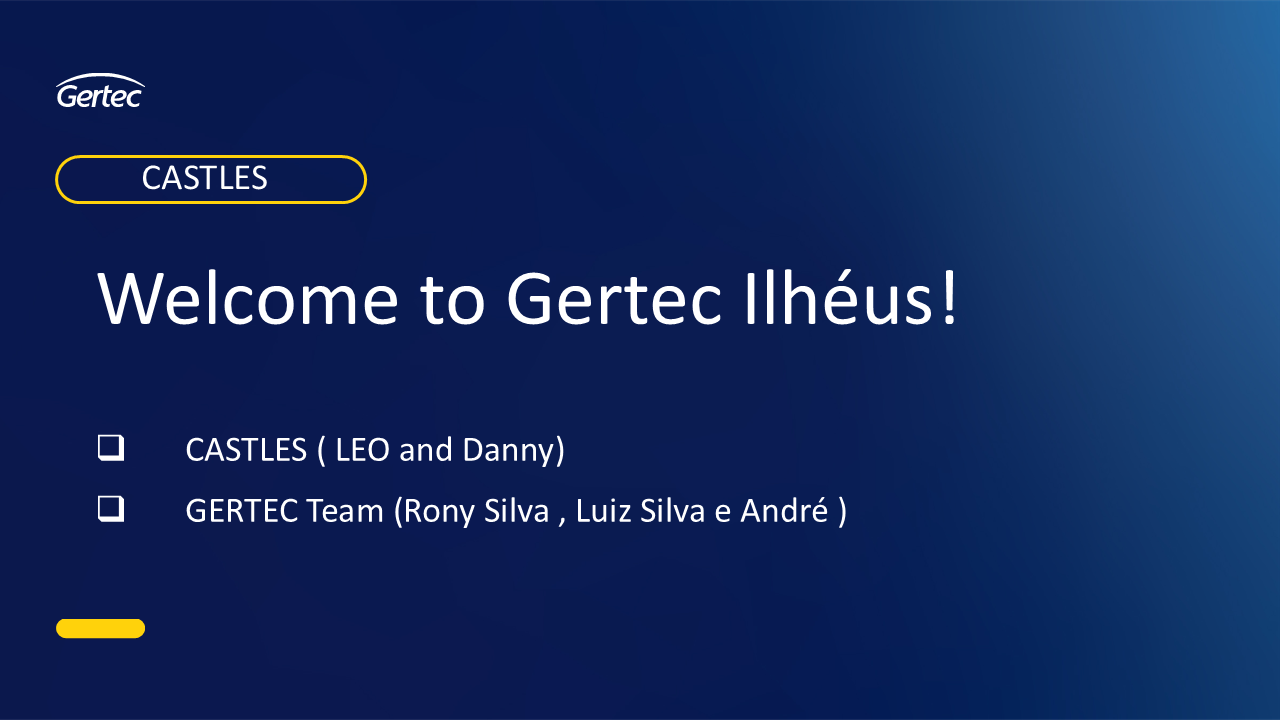 Gertec
CASTLES
Welcome to Gertec Ilhéus!
CASTLES ( LEO and Danny)
GERTEC Team (Rony Silva , Luiz Silva e André )